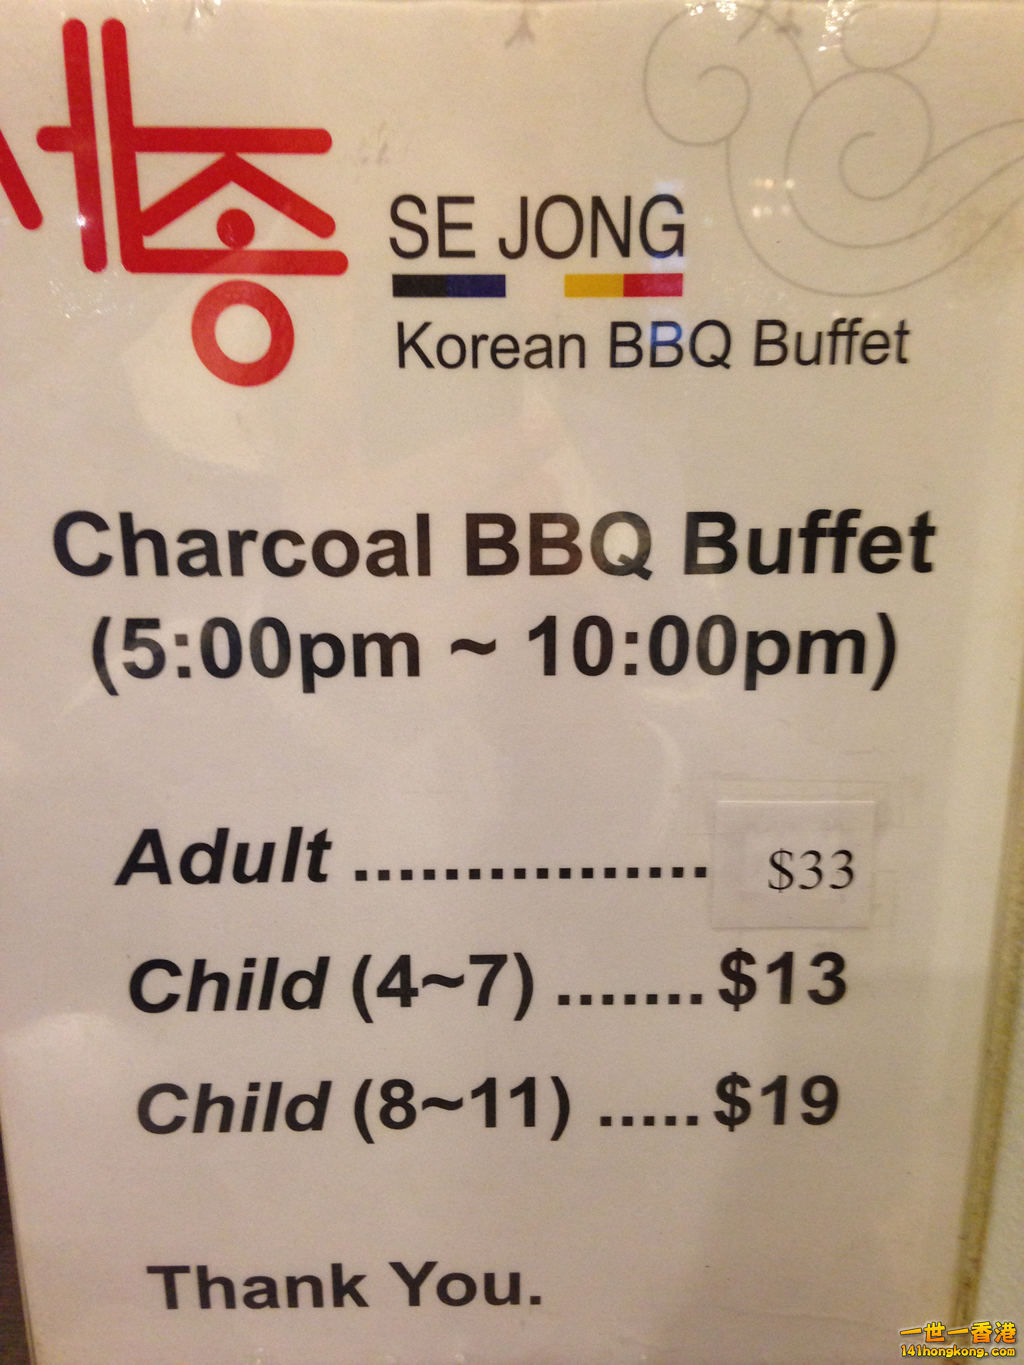 세종
SE JONG
Korean BBQ Buffet
Charcoal BBQ Buffet
(5:00pm ~ 10:00pm)
Adult ................ $33
Child (4~7) .......$13
Child (8~11) .....$19
Thank You.
一世一香港
141hongkong.com